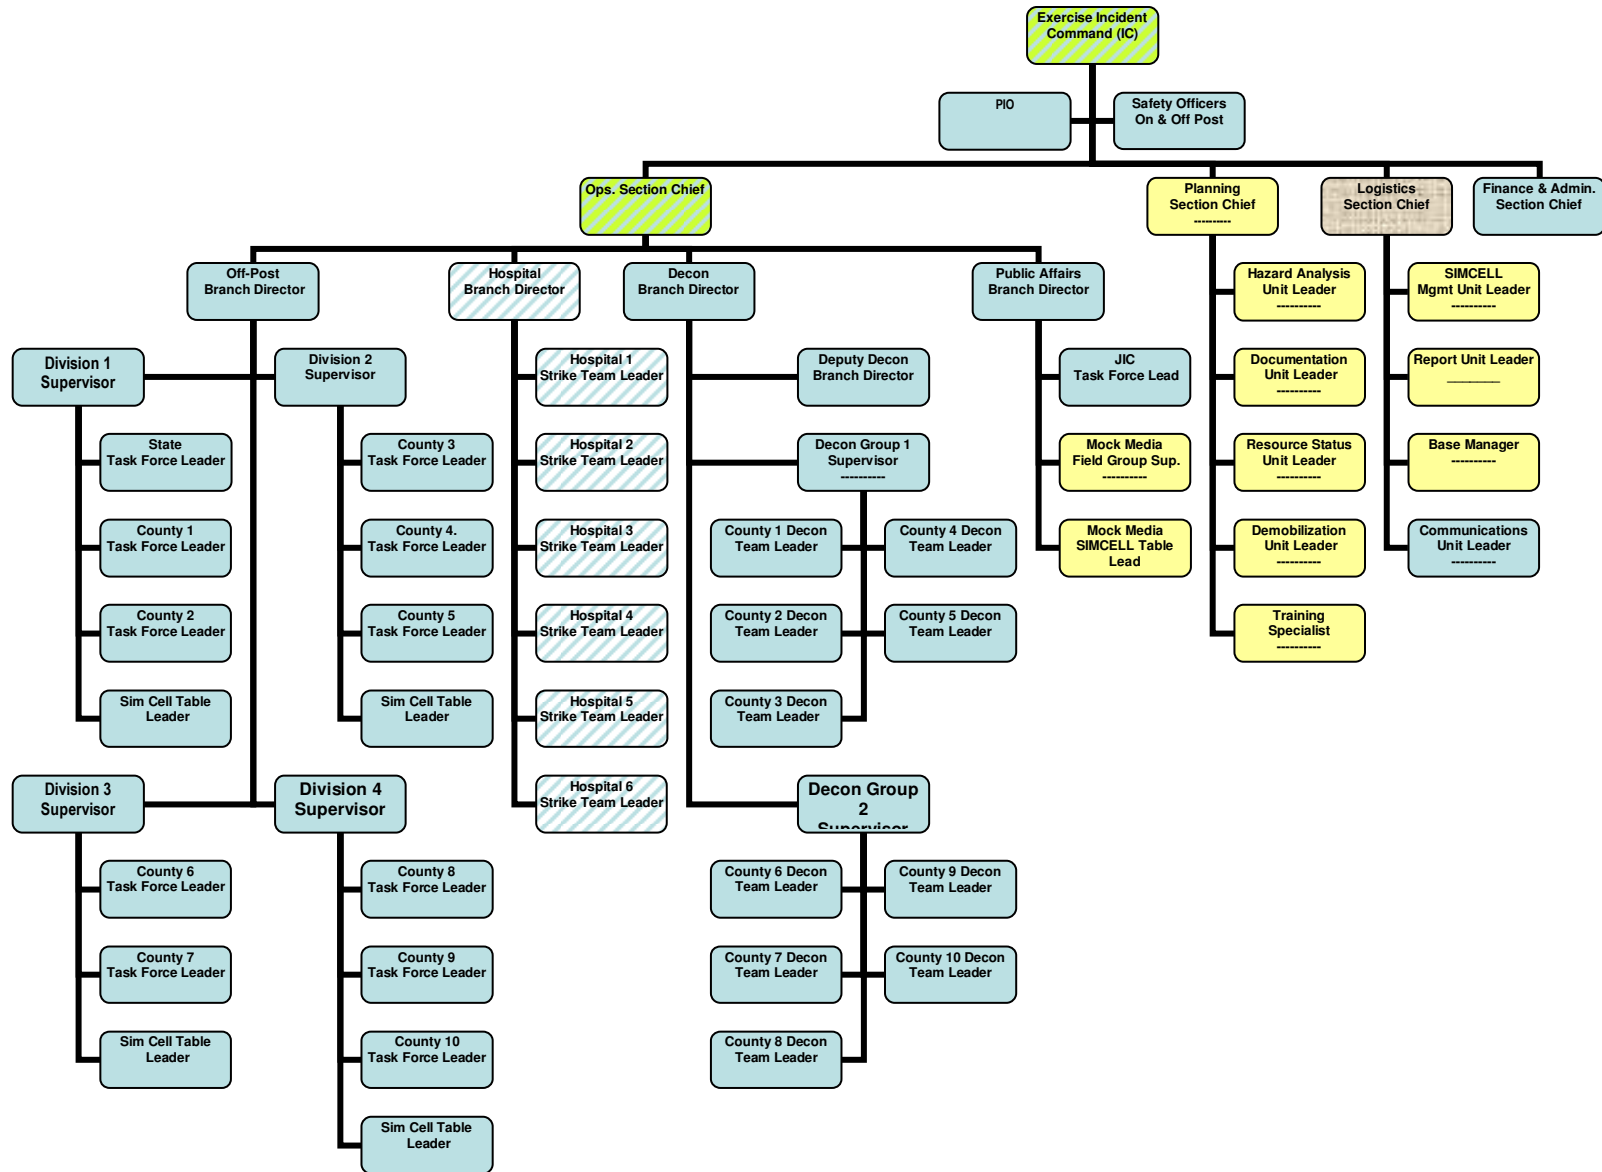 Exercise Incident
Command (IC)
PIO
Safety Officers
On & Off Post
Ops. Section Chief
Planning
Section Chief
----------
Logistics
Section Chief
Finance & Admin.
Section Chief
Off-Post
Branch Director
Hospital
Branch Director
Decon
Branch Director
Public Affairs
Branch Director
Hazard Analysis
Unit Leader
----------
SIMCELL
Mgmt Unit Leader
----------
Division 1
Supervisor
Division 2
Supervisor
Hospital 1
Strike Team Leader
Deputy Decon
Branch Director
JIC
Task Force Lead
Documentation
Unit Leader
----------
Report Unit Leader
_______
State
Task Force Leader
County 3
Task Force Leader
Hospital 2
Strike Team Leader
Decon Group 1
Supervisor
----------
Mock Media
Field Group Sup.
----------
Resource Status
Unit Leader
----------
Base Manager
----------
County 1
Task Force Leader
County 4.
Task Force Leader
Hospital 3
Strike Team Leader
County 1 Decon
Team Leader
County 4 Decon
Team Leader
Mock Media
SIMCELL Table
Lead
Demobilization
Unit Leader
----------
Communications
Unit Leader
----------
County 2
Task Force Leader
County 5
Task Force Leader
Hospital 4
Strike Team Leader
County 2 Decon
Team Leader
County 5 Decon
Team Leader
Training
Specialist
----------
Sim Cell Table
Leader
Sim Cell Table
Leader
Hospital 5
Strike Team Leader
County 3 Decon
Team Leader
Division 3
Supervisor
Division 4
Supervisor
Hospital 6
Strike Team Leader
Decon Group
2
Supervisor
County 6
Task Force Leader
County 8
Task Force Leader
County 6 Decon
Team Leader
County 9 Decon
Team Leader
County 7
Task Force Leader
County 9
Task Force Leader
County 7 Decon
Team Leader
County 10 Decon
Team Leader
Sim Cell Table
Leader
County 10
Task Force Leader
County 8 Decon
Team Leader
Sim Cell Table
Leader